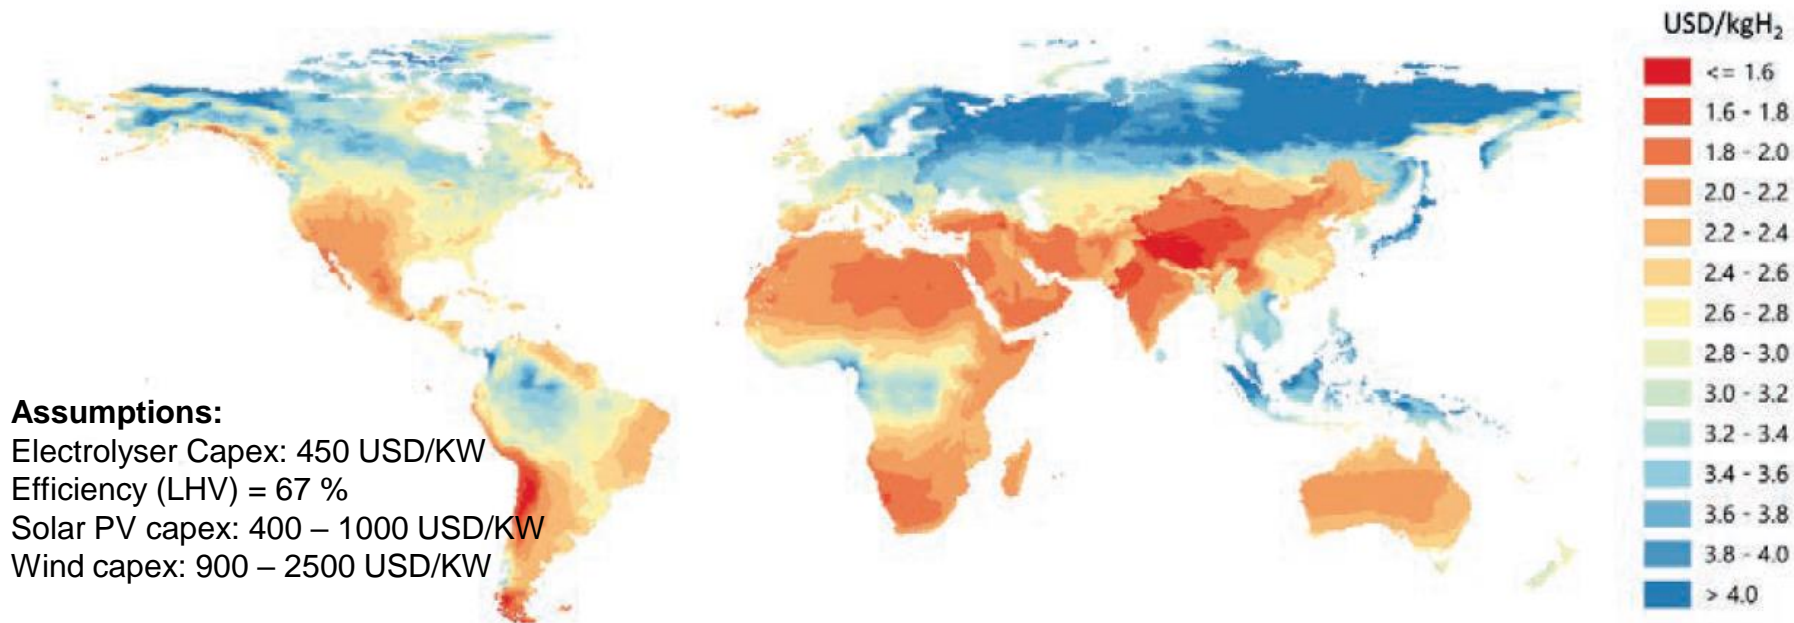 USD/kgH₂
<= 1.6
1.6 - 1.8
1.8 - 2.0
2.0 - 2.2
2.2 - 2.4
2.4 - 2.6
2.6 - 2.8
2.8 - 3.0
3.0 - 3.2
3.2 - 3.4
3.4 - 3.6
3.6 - 3.8
3.8 - 4.0
> 4.0
Assumptions:
Electrolyser Capex: 450 USD/KW
Efficiency (LHV) = 67 %
Solar PV capex: 400 – 1000 USD/KW
Wind capex: 900 – 2500 USD/KW